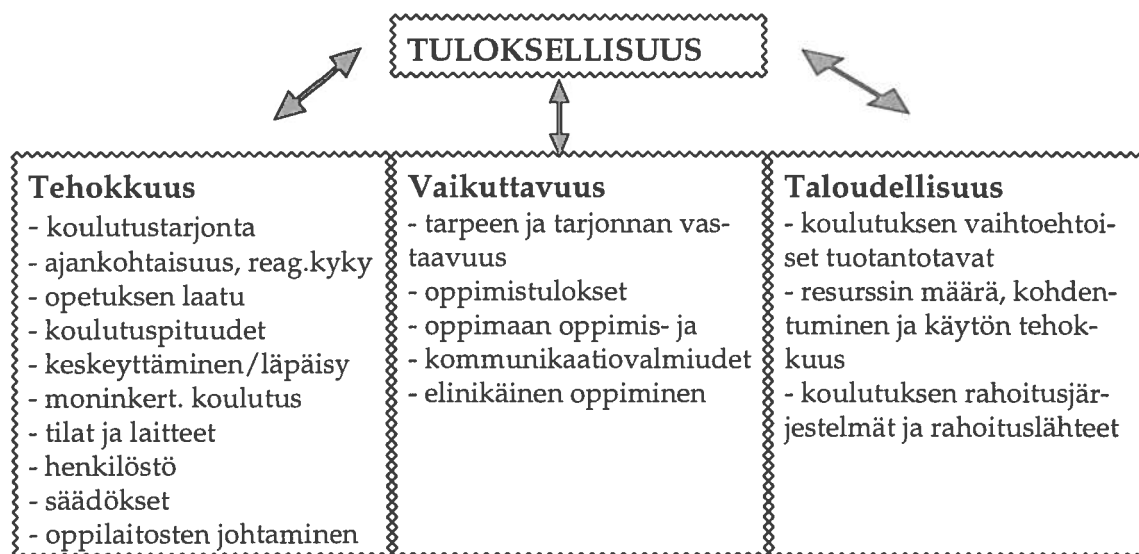 TULOKSELLISUUS
Tehokkuus
- koulutustarjonta
- ajankohtaisuus, reag.kyky
- opetuksen laatu
- koulutuspituudet
- keskeyttäminen/läpäisy
- moninkert. koulutus
- tilat ja laitteet
- henkilöstö
- säädökset
- oppilaitosten johtaminen
Vaikuttavuus
- tarpeen ja tarjonnan vas-
taavuus
- oppimistulokset
- oppimaan oppimis- ja
- kommunikaatiovalmiudet
- elinikäinen oppiminen
Taloudellisuus
- koulutuksen vaihtoehtoi-
set tuotantotavat
- resurssin määrä, kohden-
tuminen ja käytön tehok-
kuus
- koulutuksen rahoitusjär-
jestelmät ja rahoituslähteet